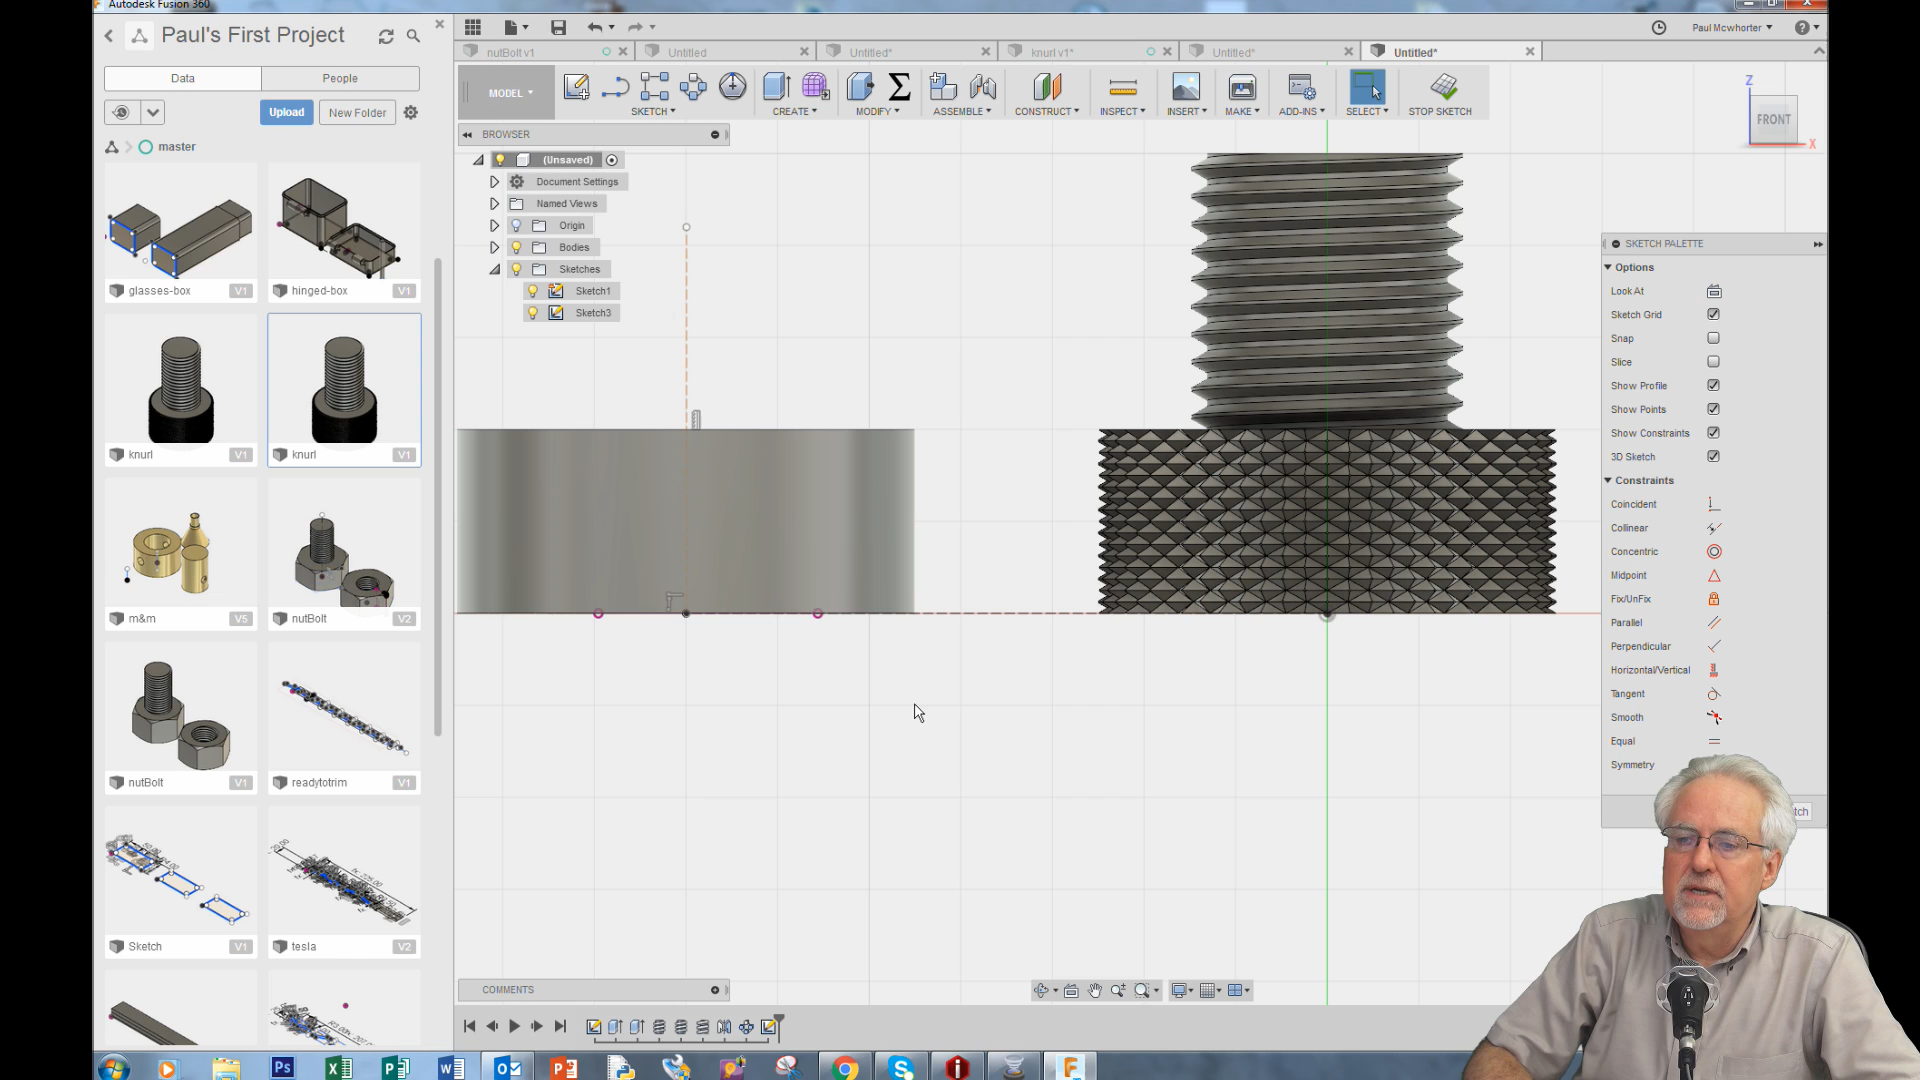 Autodesk Fusion 360
Paul's First Project
Data
People
Upload
New Folder
master
glasses-box V1
hinged-box V1
knurl V1
knurl V1
m&m V5
nutBolt V2
nutBolt V1
readytotrim V1
Sketch V1
tesla V2
Paul Mcwhorter
nutBolt v1
Untitled
Untitled*
knurl v1*
Untitled*
Untitled*
MODEL
SKETCH
CREATE
MODIFY
ASSEMBLE
CONSTRUCT
INSPECT
INSERT
MAKE
ADD-INS
SELECT
STOP SKETCH
BROWSER
(Unsaved)
Document Settings
Named Views
Origin
Bodies
Sketches
Sketch1
Sketch3
Z
FRONT
X
SKETCH PALETTE
Options
Look At
Sketch Grid
Snap
Slice
Show Profile
Show Points
Show Constraints
3D Sketch
Constraints
Coincident
Collinear
Concentric
Midpoint
Fix/UnFix
Parallel
Perpendicular
Horizontal/Vertical
Tangent
Smooth
Equal
Symmetry
tch
COMMENTS
Ps